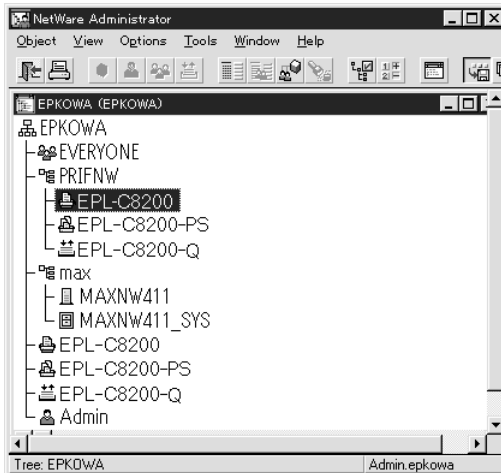 NetWare Administrator
Object View Options Tools Window Help
EPKOWA (EPKOWA)
EPKOWA
EVERYONE
PRIFNW
EPL-C8200
EPL-C8200-PS
EPL-C8200-Q
max
MAXNW411
MAXNW411_SYS
EPL-C8200
EPL-C8200-PS
EPL-C8200-Q
Admin
Tree: EPKOWA Admin.epkowa